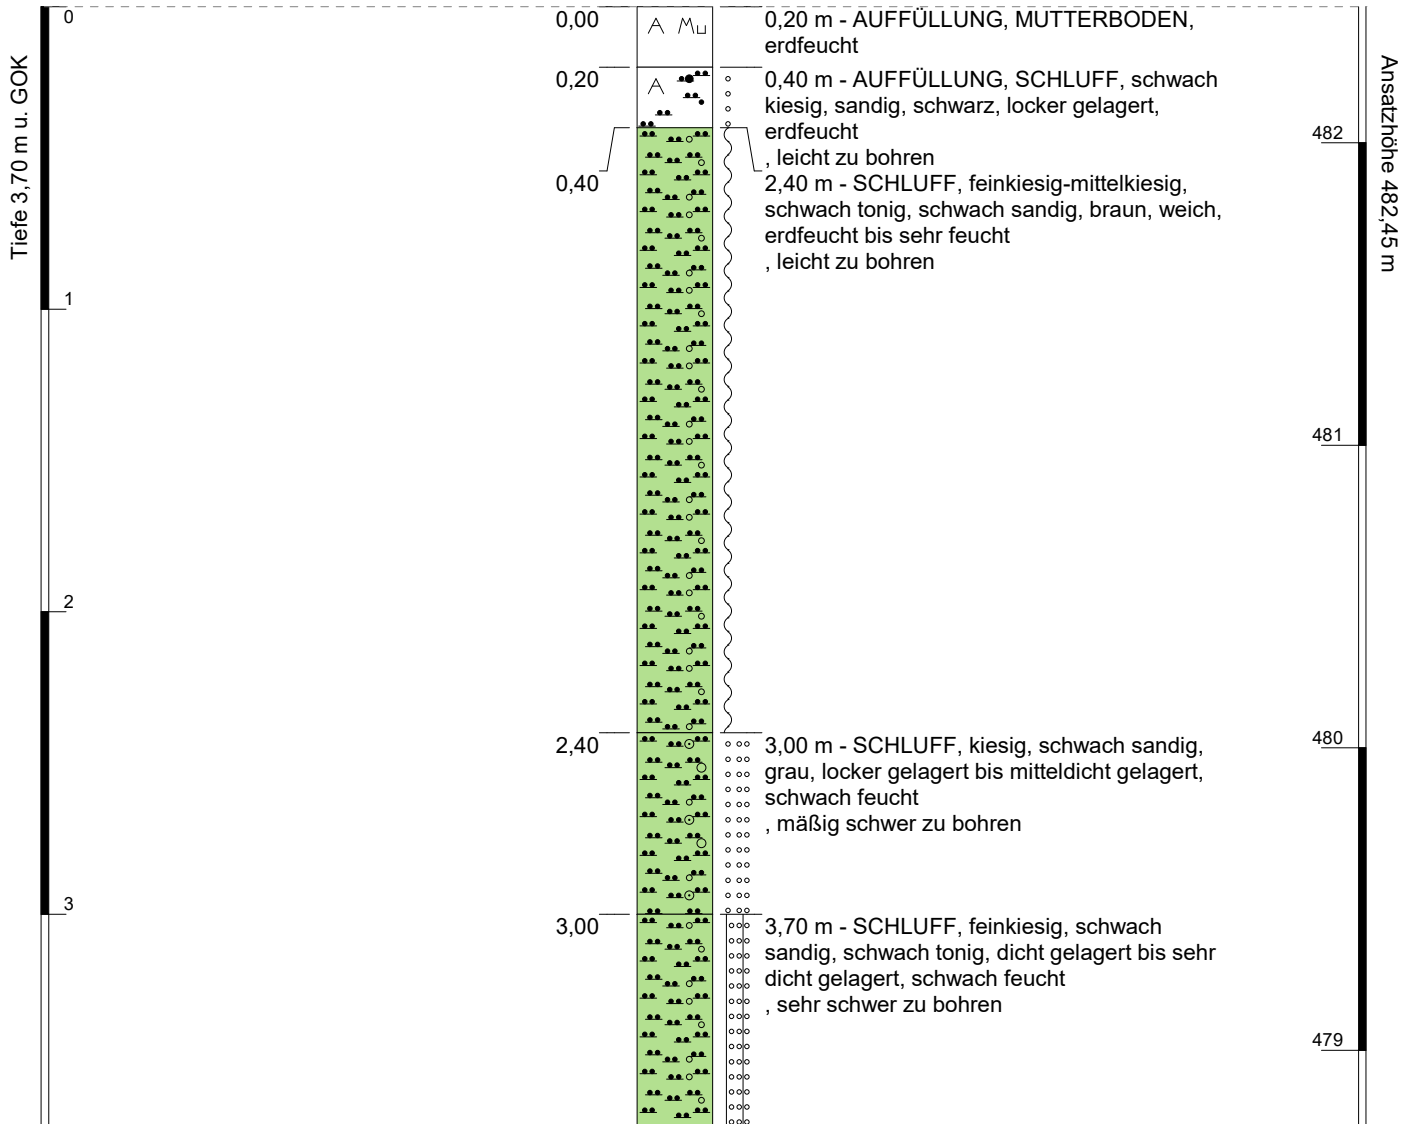 Tiefe 3,70 m u. GOK
0
1
2
3
0,00
A Mu
0,20 m - AUFFÜLLUNG, MUTTERBODEN,
erdfeucht
0,20
A
0,40 m - AUFFÜLLUNG, SCHLUFF, schwach
kiesig, sandig, schwarz, locker gelagert,
erdfeucht
, leicht zu bohren
0,40
2,40 m - SCHLUFF, feinkiesig-mittelkiesig,
schwach tonig, schwach sandig, braun, weich,
erdfeucht bis sehr feucht
, leicht zu bohren
2,40
3,00 m - SCHLUFF, kiesig, schwach sandig,
grau, locker gelagert bis mitteldicht gelagert,
schwach feucht
, mäßig schwer zu bohren
3,00
3,70 m - SCHLUFF, feinkiesig, schwach
sandig, schwach tonig, dicht gelagert bis sehr
dicht gelagert, schwach feucht
, sehr schwer zu bohren
482
481
480
479
Ansatzhöhe 482,45 m